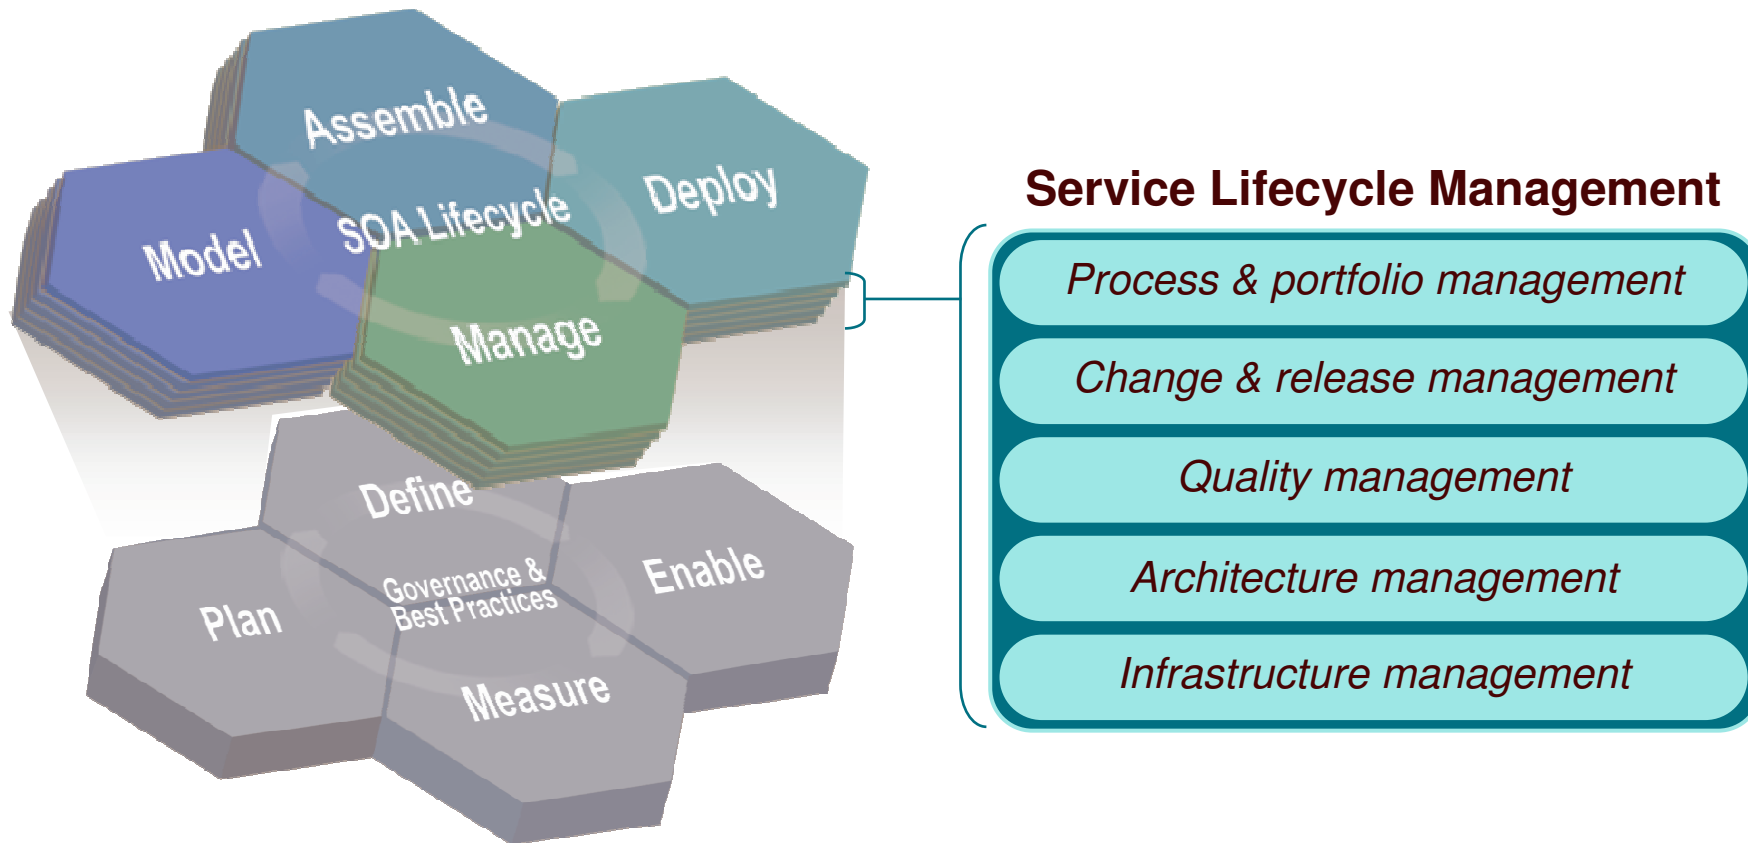 Assemble
Deploy
SOA Lifecycle
Model
Manage
Define
Enable
Governance &
Best Practices
Plan
Measure
Service Lifecycle Management
Process & portfolio management
Change & release management
Quality management
Architecture management
Infrastructure management